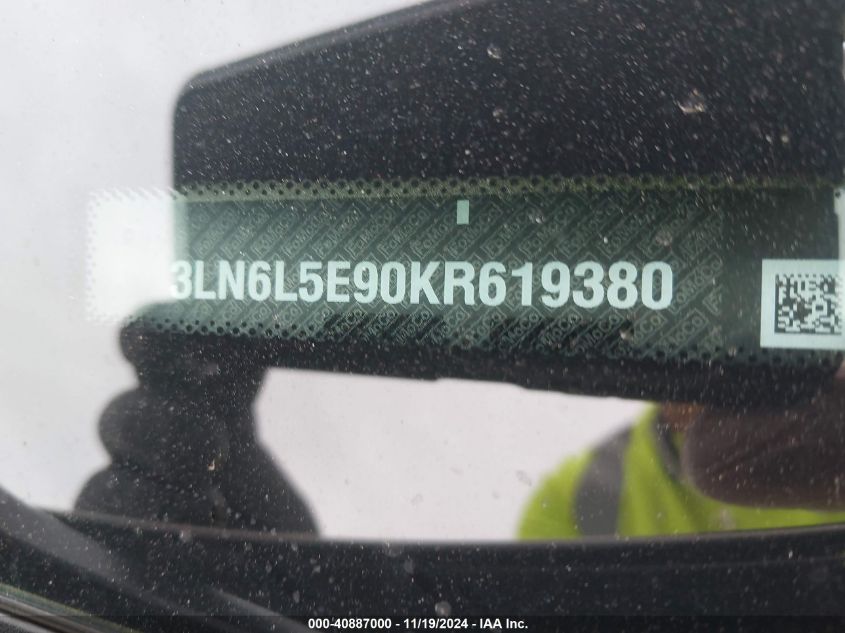 3LN6L5E90KR619380
000-40887000 - 11/19/2024 - IAA Inc.